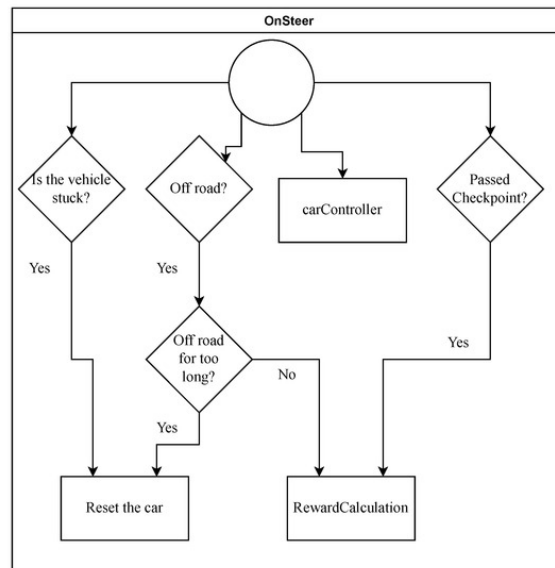 OnSteer
Is the vehicle
stuck?
Off road?
carController
Passed
Checkpoint?
Yes
Yes
Off road
for too
long?
No
Yes
Yes
Reset the car
RewardCalculation